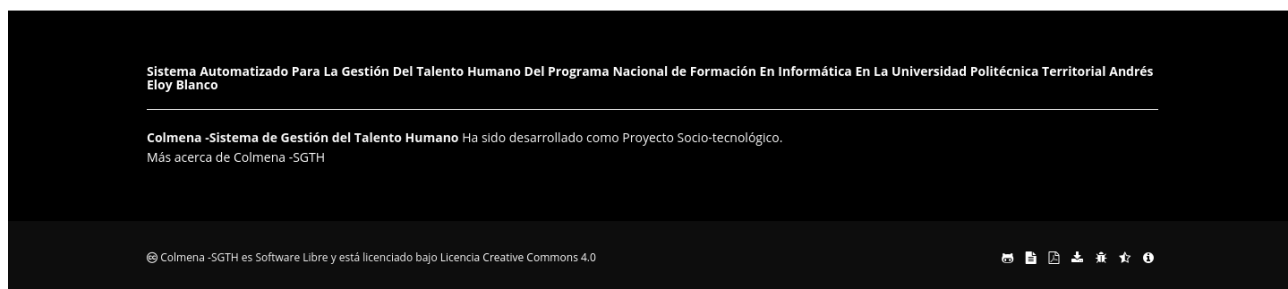 Sistema Automatizado Para La Gestión Del Talento Humano Del Programa Nacional de Formación En Informática En La Universidad Politécnica Territorial Andrés
Eloy Blanco
Colmena -Sistema de Gestión del Talento Humano Ha sido desarrollado como Proyecto Socio-tecnológico.
Más acerca de Colmena -SGTH
Colmena -SGTH es Software Libre y está licenciado bajo Licencia Creative Commons 4.0